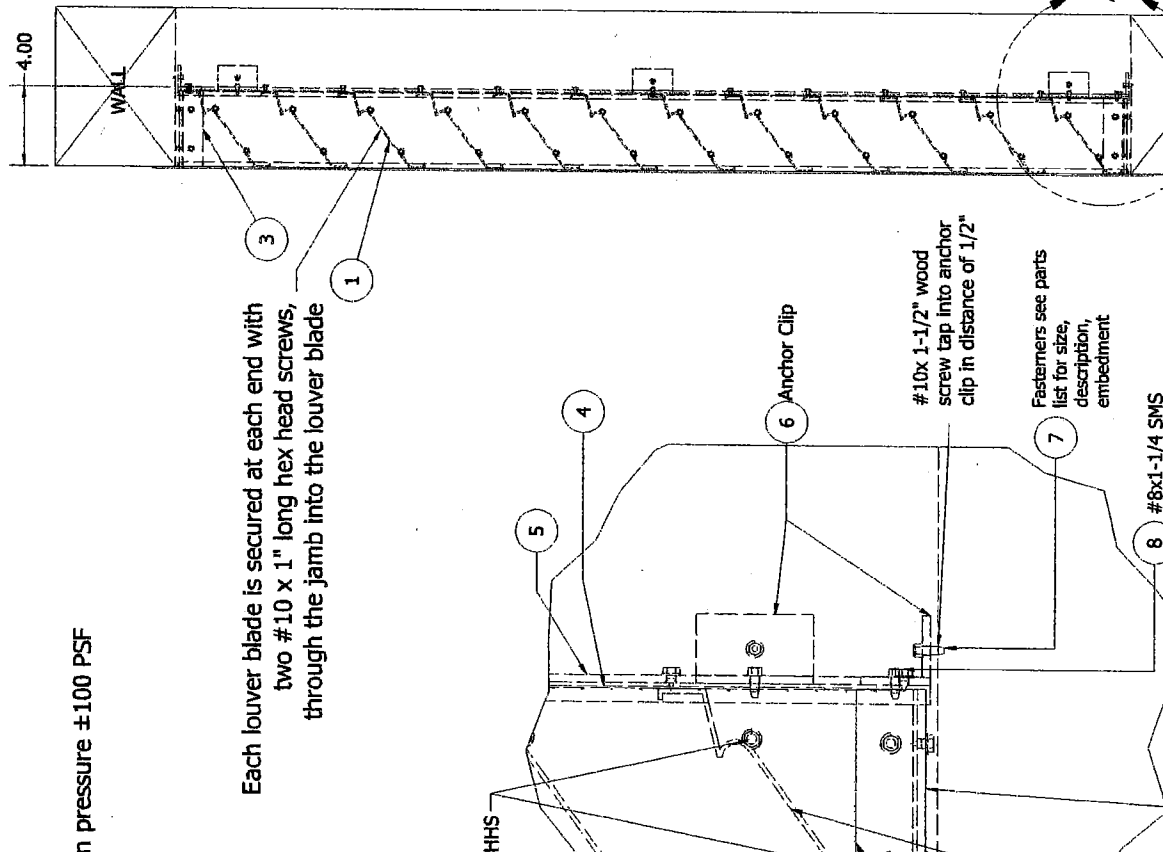 4.00
WALL
n pressure ±100 PSF
3
Each louver blade is secured at each end with
two #10 x 1" long hex head screws,
through the jamb into the louver blade
1
4
5
6
Anchor Clip
#10x 1-1/2" wood
screw tap into anchor
clip in distance of 1/2"
7
Fasterners see parts
list for size,
description,
embedment
8
#8x1-1/4 SMS
HHS